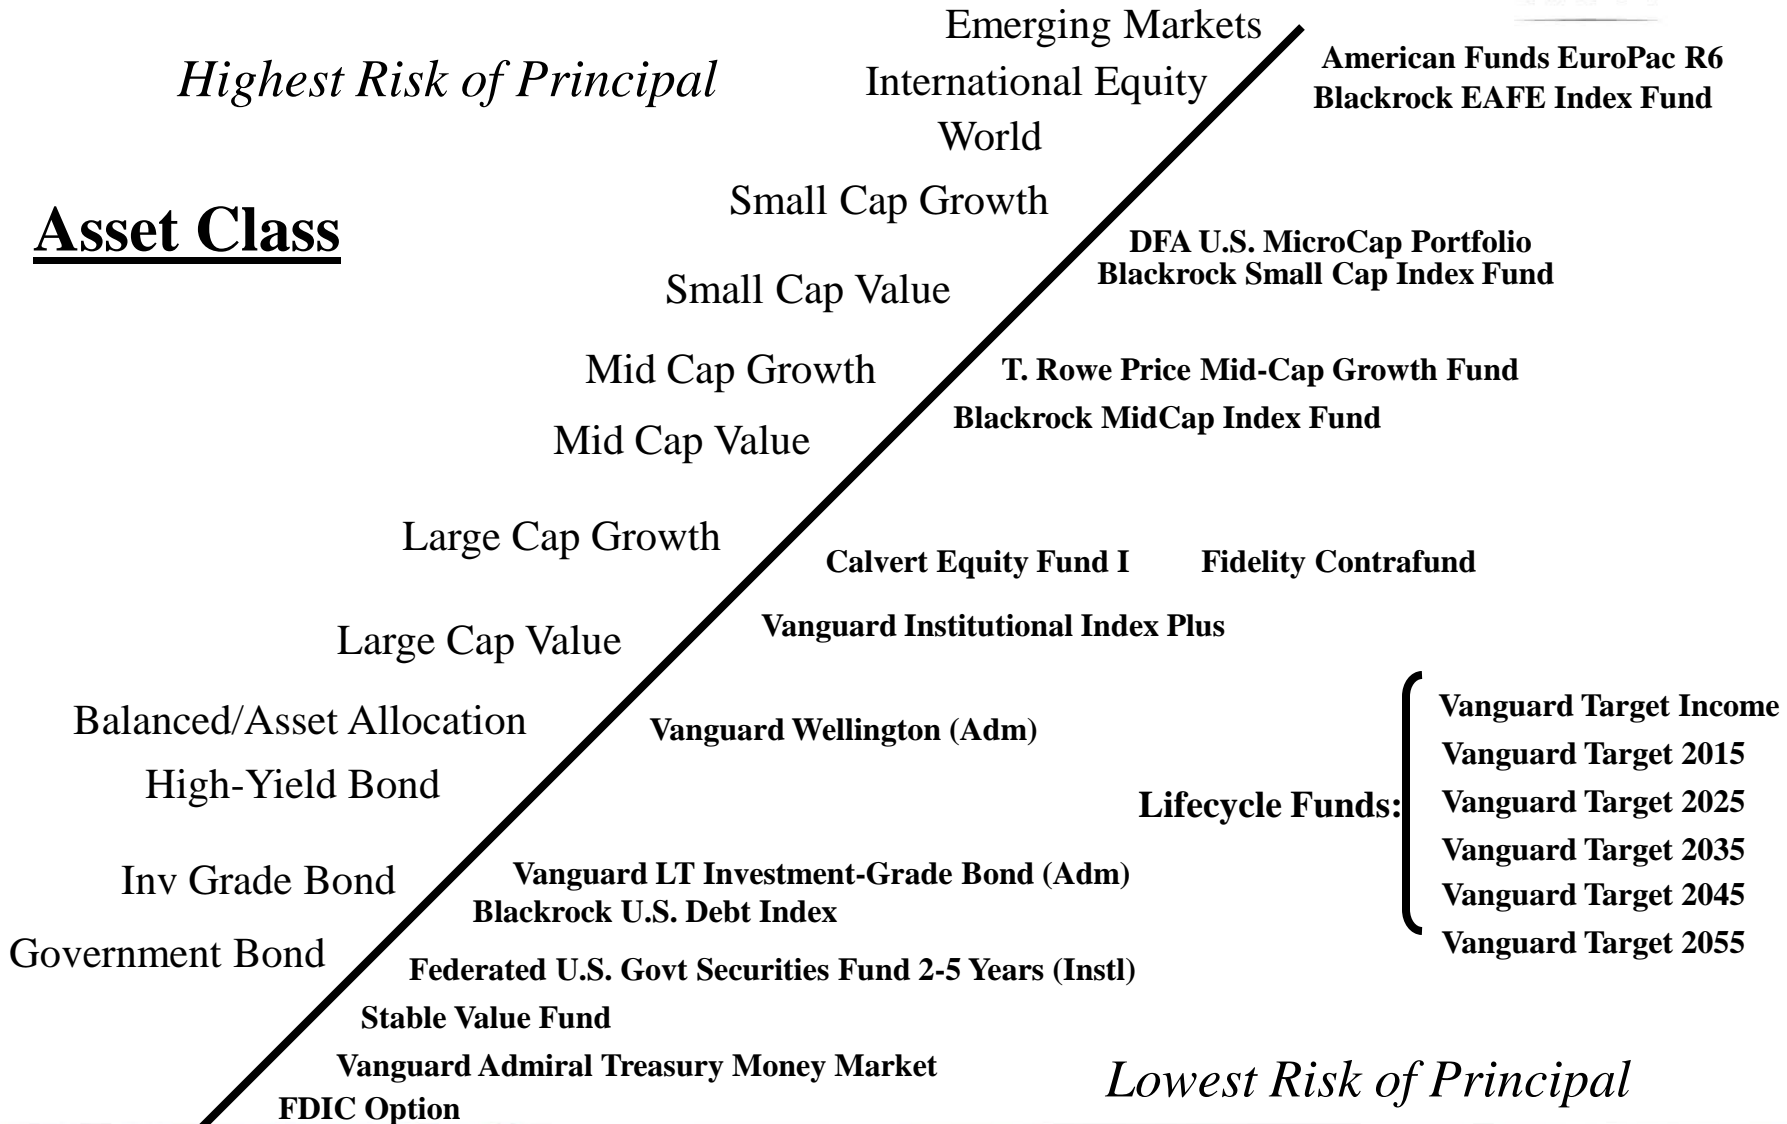 Emerging Markets
American Funds EuroPac R6
Highest Risk of Principal
International Equity
Blackrock EAFE Index Fund
World
Small Cap Growth
Asset Class
DFA U.S. MicroCap Portfolio
Blackrock Small Cap Index Fund
Small Cap Value
Mid Cap Growth
T. Rowe Price Mid-Cap Growth Fund
Blackrock MidCap Index Fund
Mid Cap Value
Large Cap Growth
Calvert Equity Fund I
Fidelity Contrafund
Large Cap Value
Vanguard Institutional Index Plus
Balanced/Asset Allocation
Vanguard Wellington (Adm)
High-Yield Bond
Lifecycle Funds:
Vanguard Target Income
Vanguard Target 2015
Vanguard Target 2025
Vanguard Target 2035
Vanguard Target 2045
Vanguard Target 2055
Inv Grade Bond
Vanguard LT Investment-Grade Bond (Adm)
Blackrock U.S. Debt Index
Government Bond
Federated U.S. Govt Securities Fund 2-5 Years (Instl)
Stable Value Fund
Vanguard Admiral Treasury Money Market
FDIC Option
Lowest Risk of Principal